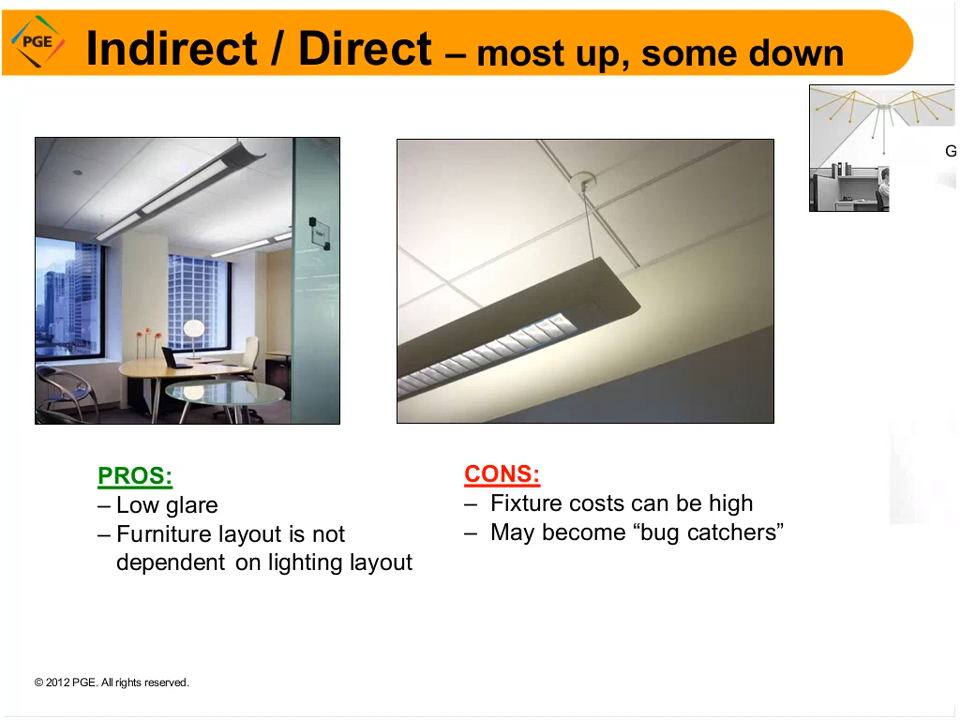 PGE
Indirect / Direct – most up, some down
G
PROS:
– Low glare
– Furniture layout is not
dependent on lighting layout
CONS:
– Fixture costs can be high
– May become “bug catchers”
© 2012 PGE. All rights reserved.